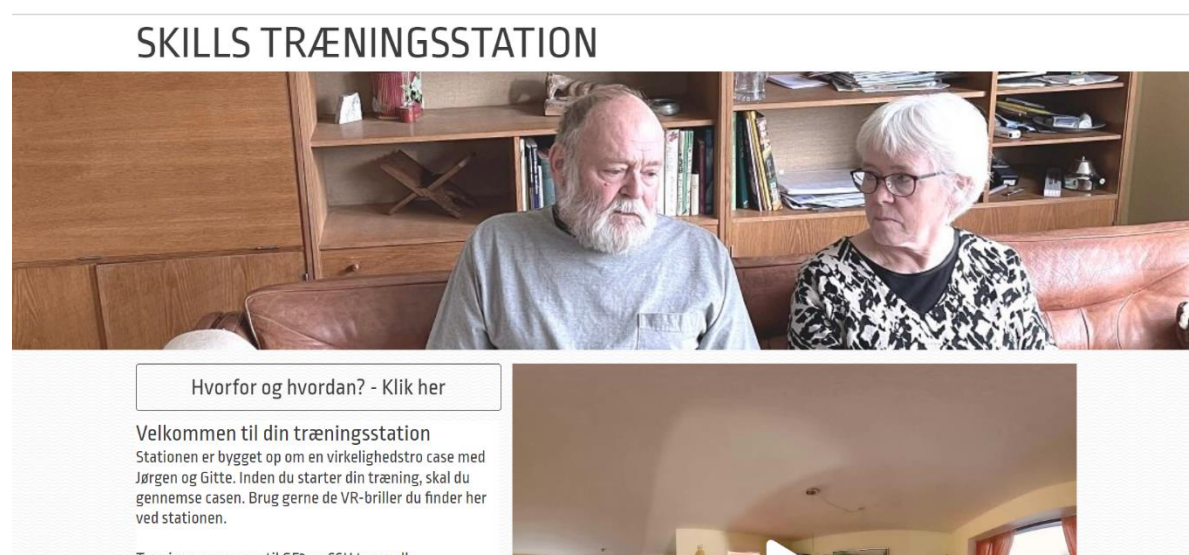 SKILLS TRÆNINGSSTATION
Hvorfor og hvordan? - Klik her
Velkommen til din træningsstation
Stationen er bygget op om en virkelighedstro case med
Jørgen og Gitte. Inden du starter din træning, skal du
gennemse casen. Brug gerne de VR-briller du finder her
ved stationen.